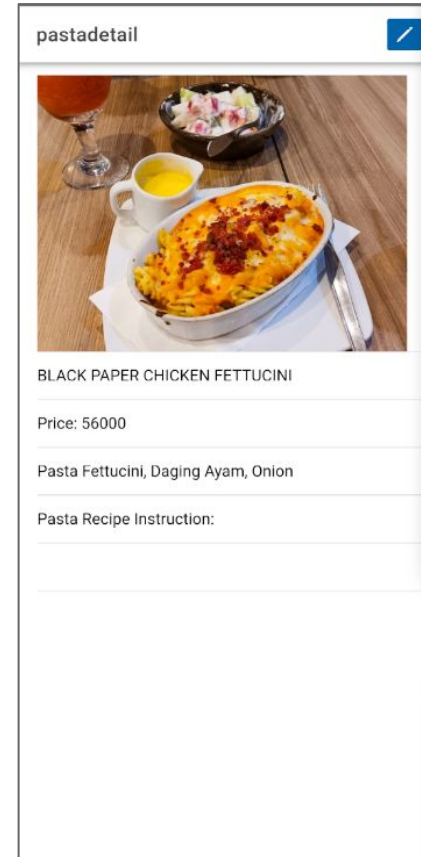 pastadetail
BLACK PAPER CHICKEN FETTUCINI
Price: 56000
Pasta Fettucini, Daging Ayam, Onion
Pasta Recipe Instruction: